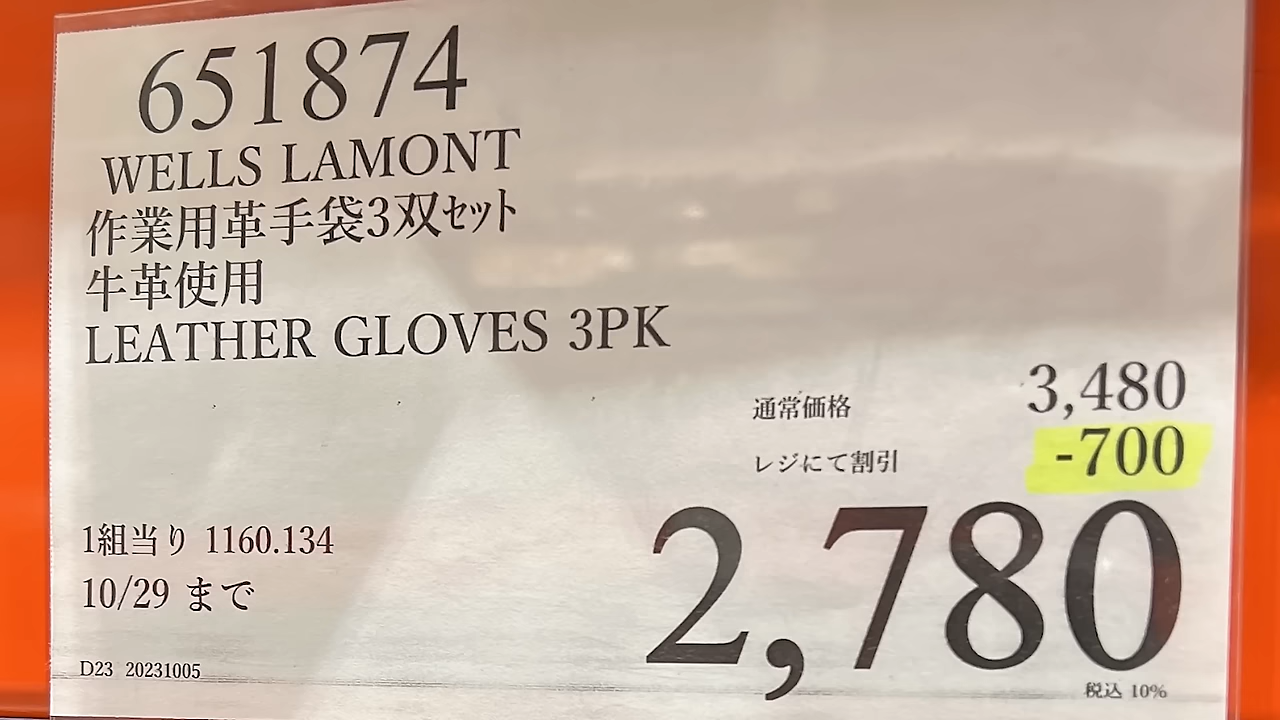 651874
WELLS LAMONT
作業用革手袋3双セット
牛革使用
LEATHER GLOVES 3PK
通常価格 3,480
レジにて割引 -700
2,780
税込 10%
1組当り 1160.134
10/29 まで
D23 20231005